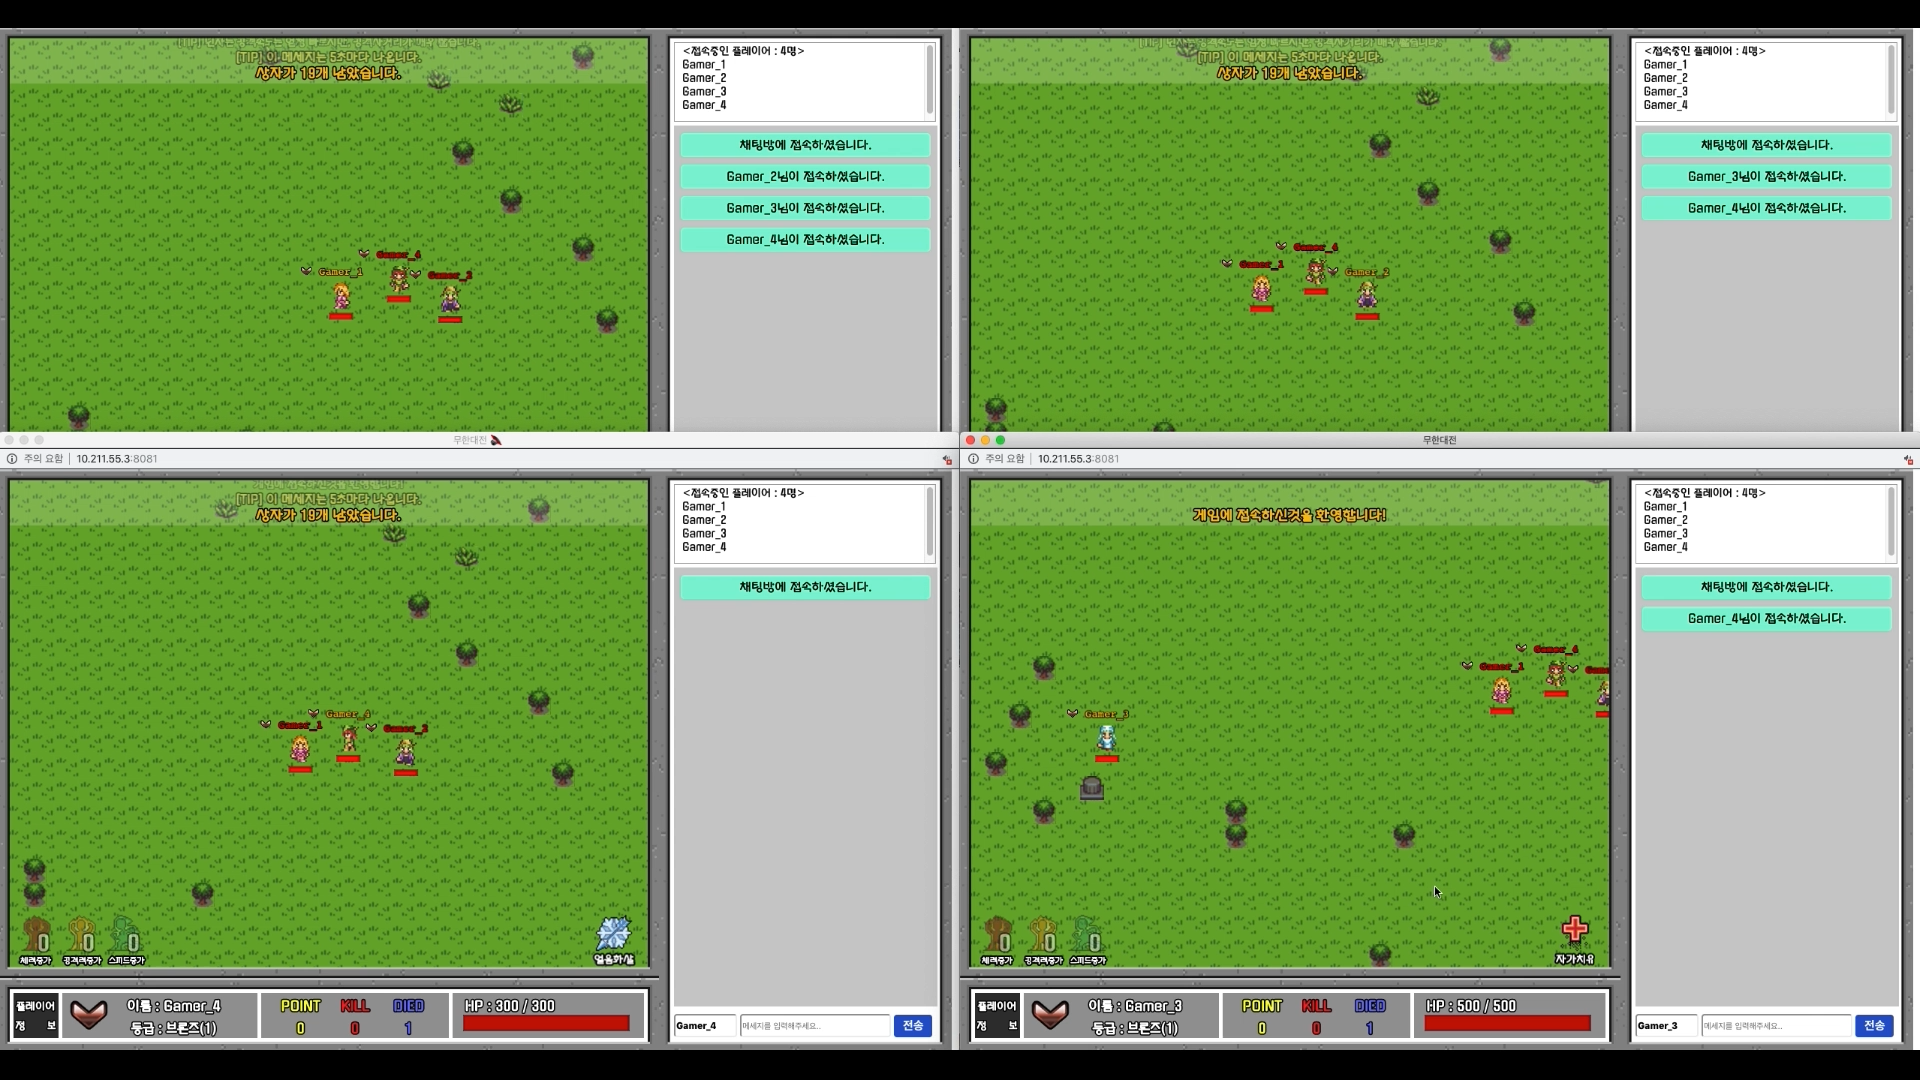 [TIP] 이 메세지는 5초마다 나옵니다.
상자가 19개 남았습니다.
Gamer_4
Gamer_1
Gamer_2
<접속중인 플레이어 : 4명>
Gamer_1
Gamer_2
Gamer_3
Gamer_4
채팅방에 접속하셨습니다.
Gamer_2님이 접속하셨습니다.
Gamer_3님이 접속하셨습니다.
Gamer_4님이 접속하셨습니다.
[TIP] 이 메세지는 5초마다 나옵니다.
상자가 19개 남았습니다.
Gamer_4
Gamer_1
Gamer_2
<접속중인 플레이어 : 4명>
Gamer_1
Gamer_2
Gamer_3
Gamer_4
채팅방에 접속하셨습니다.
Gamer_3님이 접속하셨습니다.
Gamer_4님이 접속하셨습니다.
무한대전
주의 요함 | 10.211.55.3:8081
게임에 접속하신것을 환영합니다!
[TIP] 이 메세지는 5초마다 나옵니다.
상자가 19개 남았습니다.
Gamer_4
Gamer_1
Gamer_2
0 0 0
체력증가 공격력증가 스피드증가
얼음화살
<접속중인 플레이어 : 4명>
Gamer_1
Gamer_2
Gamer_3
Gamer_4
채팅방에 접속하셨습니다.
플레이어
정 보
이름 : Gamer_4
등급 : 브론즈(1)
POINT KILL DIED
0 0 1
HP : 300 / 300
Gamer_4 메세지를 입력해주세요.. 전송
무한대전
주의 요함 | 10.211.55.3:8081
게임에 접속하신것을 환영합니다!
Gamer_4
Gamer_1
Gamer_3
0 0 0
체력증가 공격력증가 스피드증가
자가치유
<접속중인 플레이어 : 4명>
Gamer_1
Gamer_2
Gamer_3
Gamer_4
채팅방에 접속하셨습니다.
Gamer_4님이 접속하셨습니다.
플레이어
정 보
이름 : Gamer_3
등급 : 브론즈(1)
POINT KILL DIED
0 0 1
HP : 500 / 500
Gamer_3 메세지를 입력해주세요.. 전송